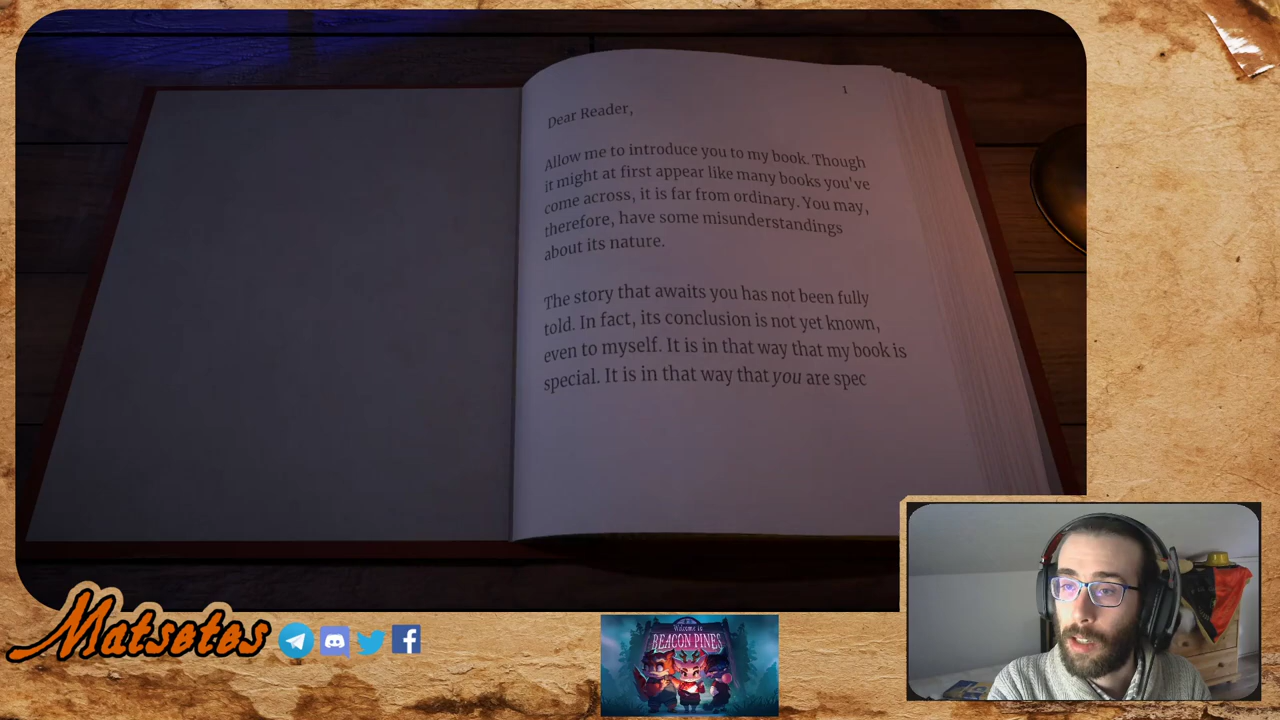 1
Dear Reader,
Allow me to introduce you to my book. Though
it might at first appear like many books you've
come across, it is far from ordinary. You may,
therefore, have some misunderstandings
about its nature.
The story that awaits you has not been fully
told. In fact, its conclusion is not yet known,
even to myself. It is in that way that my book is
special. It is in that way that you are spec
Matsetes
Welcome to
BEACON PINES